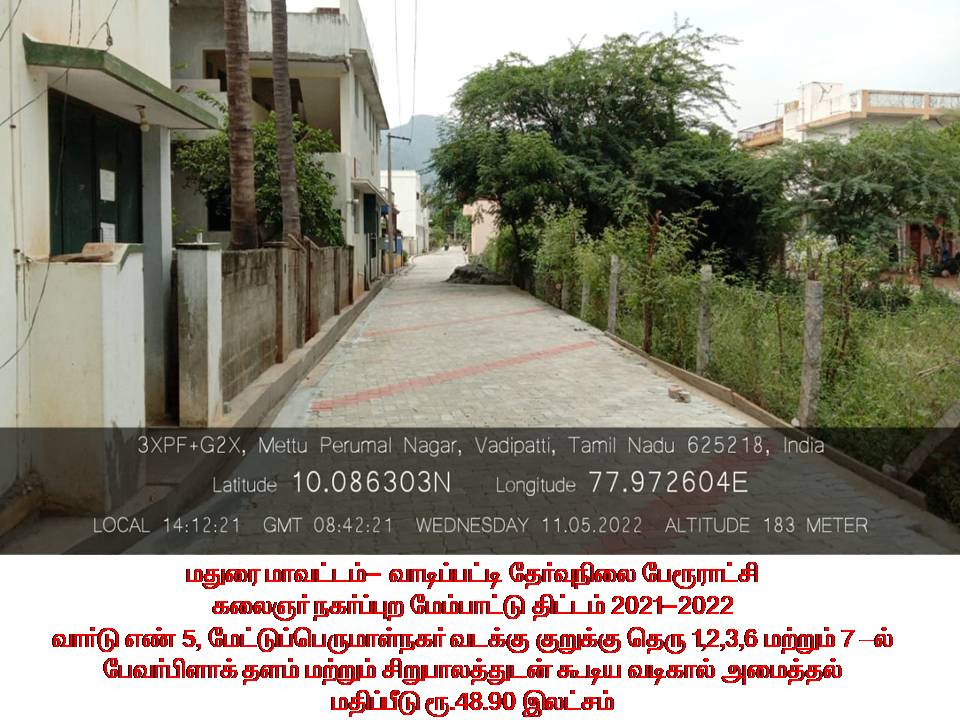 3XPF+G2X, Mettu Perumal Nagar, Vadipatti, Tamil Nadu 625218, India
Latitude 10.086303N Longitude 77.972604E
LOCAL 14:12:21 GMT 08:42:21 WEDNESDAY 11.05.2022 ALTITUDE 183 METER
மதுரை மாவட்டம்– வாடிப்பட்டி தேர்வுநிலை பேரூராட்சி
கலைஞர் நகர்ப்புற மேம்பாட்டு திட்டம் 2021–2022
வார்டு எண் 5, மேட்டுப்பெருமாள்நகர் வடக்கு குறுக்கு தெரு 1,2,3,6 மற்றும் 7 –ல்
பேவர்பிளாக் தளம் மற்றும் சிறுபாலத்துடன் கூடிய வடிகால் அமைத்தல்
மதிப்பீடு ரூ.48.90 இலட்சம்